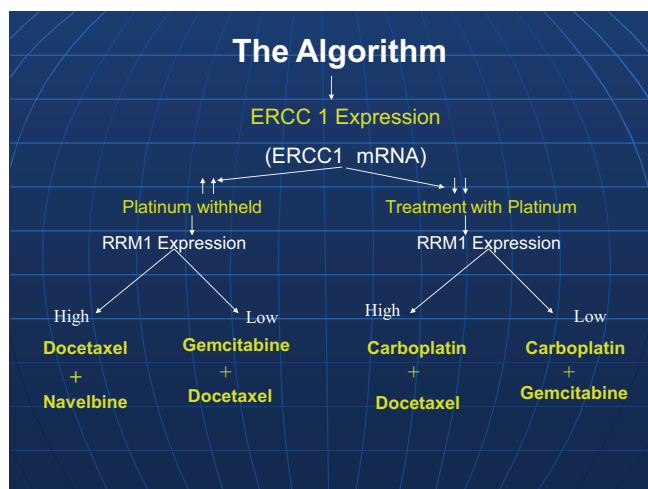 The Algorithm
ERCC 1 Expression
(ERCC1 mRNA)
Platinum withheld
Treatment with Platinum
RRM1 Expression
RRM1 Expression
High
Low
High
Low
Docetaxel
+
Navelbine
Gemcitabine
+
Docetaxel
Carboplatin
+
Docetaxel
Carboplatin
+
Gemcitabine